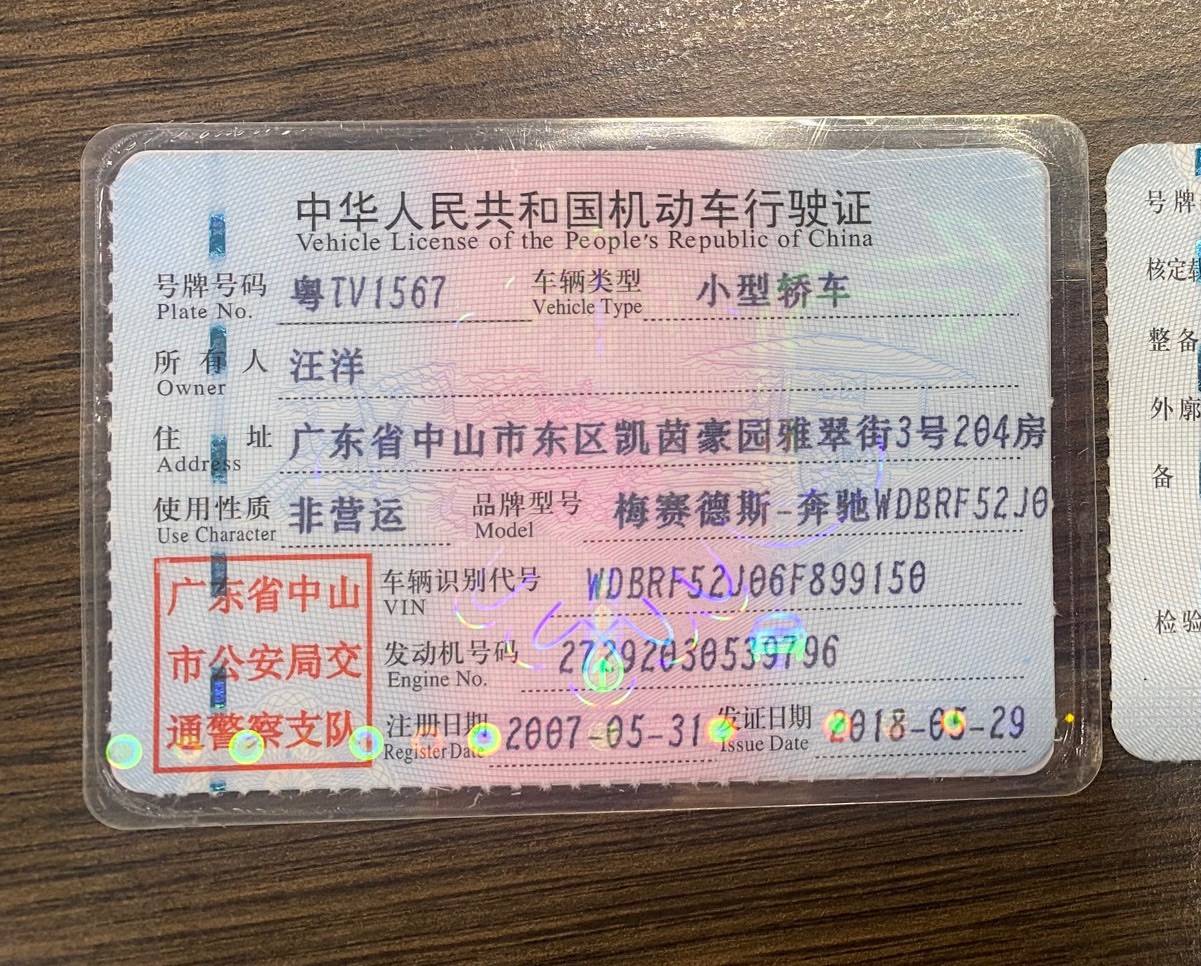 中华人民共和国机动车行驶证
Vehicle License of the People's Republic of China
号牌号码 粤TV1567 车辆类型 小型轿车
Plate No. Vehicle Type
所有人 汪洋
Owner
住址 广东省中山市东区凯茵豪园雅翠街3号204房
Address
使用性质 非营运 品牌型号 梅赛德斯-奔驰WDBRF52J0
Use Character Model
广东省中山
市公安局交
通警察支队
车辆识别代号 WDBRF52J06F899150
VIN
发动机号码 27292030539796
Engine No.
注册日期 2007-05-31 发证日期 2018-05-29
Register Date Issue Date
号牌
核定载
整备
外廓
备
检验